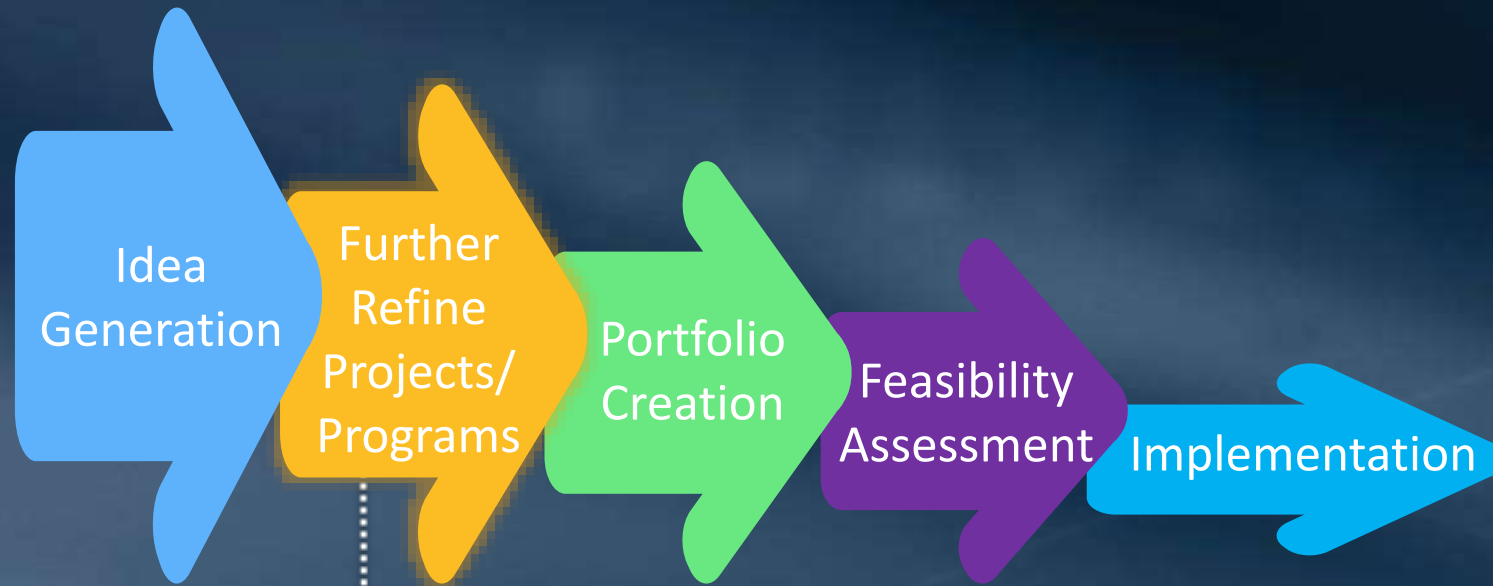 Idea
Generation
Further
Refine
Projects/
Programs
Portfolio
Creation
Feasibility
Assessment
Implementation